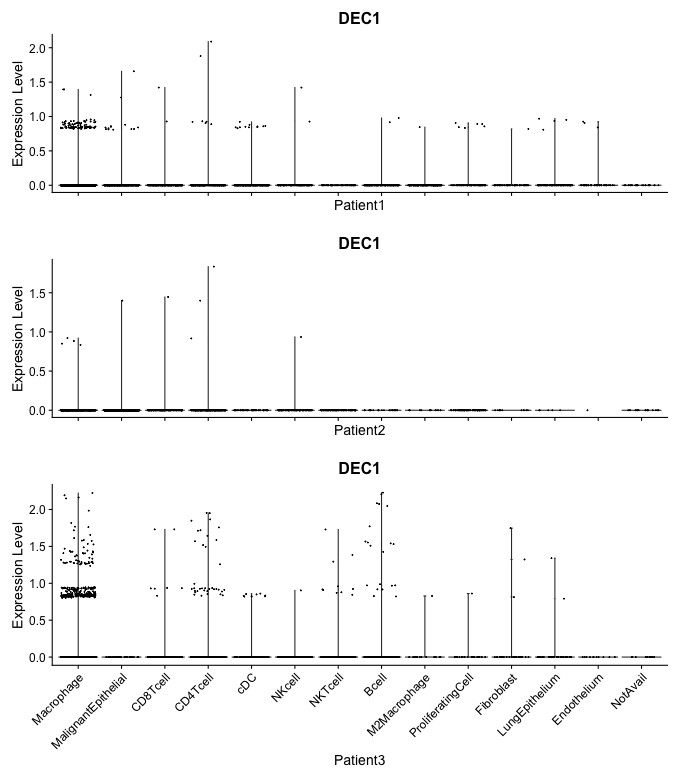 DEC1
Expression Level
2.0
1.5
1.0
0.5
0.0
Patient1
DEC1
Expression Level
1.5
1.0
0.5
0.0
Patient2
DEC1
Expression Level
2.0
1.5
1.0
0.5
0.0
Macrophage
MalignantEpithelial
CD8Tcell
CD4Tcell
cDC
NKcell
NKTcell
Bcell
M2Macrophage
ProliferatingCell
Fibroblast
LungEpithelium
Endothelium
NotAvail
Patient3